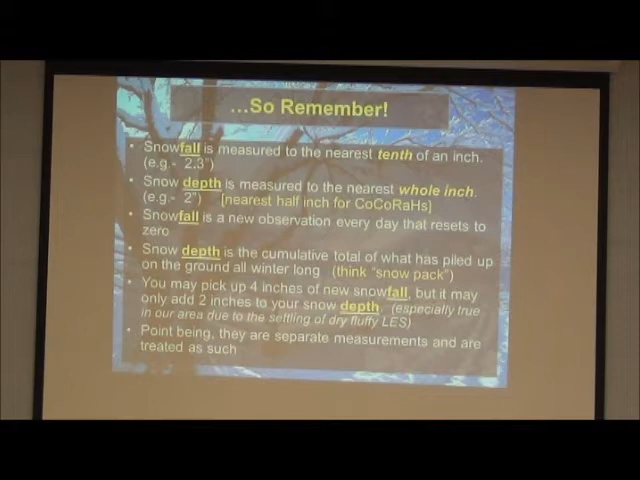 ...So Remember!
• Snowfall is measured to the nearest tenth of an inch.
(e.g.- 2.3")
• Snow depth is measured to the nearest whole inch.
(e.g.- 2") [nearest half inch for CoCoRaHs]
• Snowfall is a new observation every day that resets to
zero
• Snow depth is the cumulative total of what has piled up
on the ground all winter long (think "snow pack")
• You may pick up 4 inches of new snowfall, but it may
only add 2 inches to your snow depth. (especially true
in our area due to the settling of dry fluffy LES)
• Point being, they are separate measurements and are
treated as such